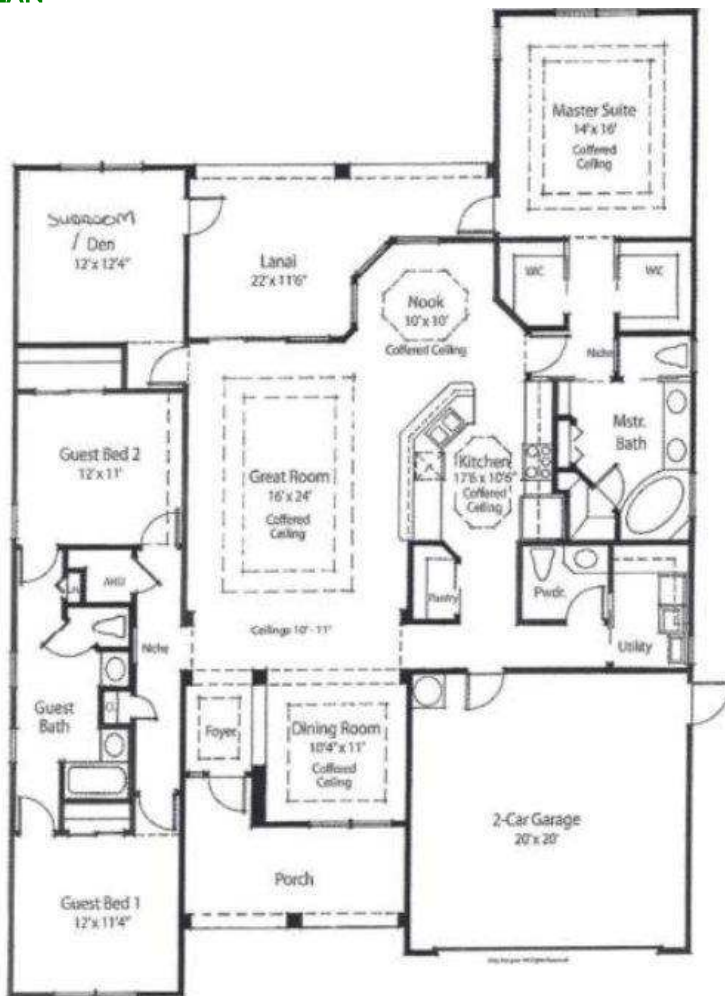 Master Suite
14' x 16'
Coffered
Ceiling
SUNROOM
/ Den
12' x 12'4"
Lanai
22' x 11'6"
WIC
WIC
Nook
10' x 10'
Coffered Ceiling
Niche
Mstr.
Bath
Guest Bed 2
12' x 11'
Great Room
16' x 24'
Coffered
Ceiling
Kitchen
17'6 x 10'6"
Coffered
Ceiling
AHU
Pantry
Pwdr.
Utility
Niche
Ceilings 10' - 11'
Guest
Bath
Foyer
Dining Room
10'4" x 11'
Coffered
Ceiling
2-Car Garage
20' x 20'
Porch
Guest Bed 1
12' x 11'4"